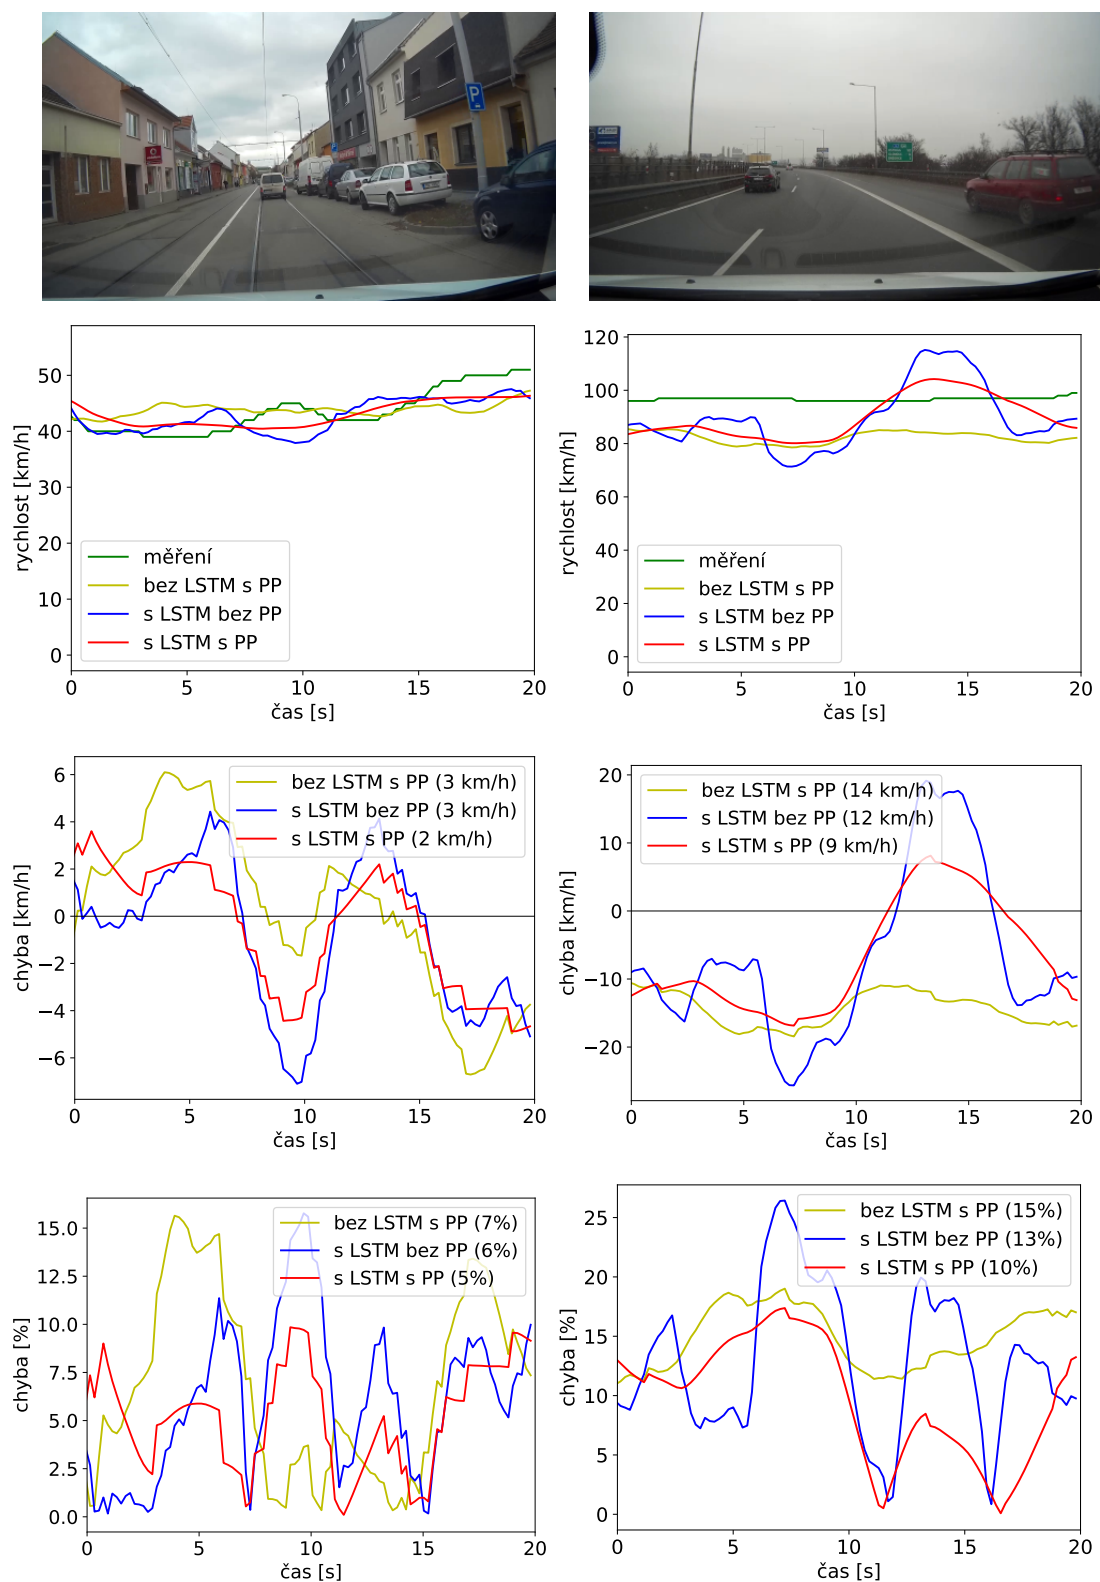 P
50
40
30
20
10
0
rychlost [km/h]
měření
bez LSTM s PP
s LSTM bez PP
s LSTM s PP
0 5 10 15 20
čas [s]
120
100
80
60
40
20
0
rychlost [km/h]
měření
bez LSTM s PP
s LSTM bez PP
s LSTM s PP
0 5 10 15 20
čas [s]
6
4
2
0
−2
−4
−6
chyba [km/h]
bez LSTM s PP (3 km/h)
s LSTM bez PP (3 km/h)
s LSTM s PP (2 km/h)
0 5 10 15 20
čas [s]
20
10
0
−10
−20
chyba [km/h]
bez LSTM s PP (14 km/h)
s LSTM bez PP (12 km/h)
s LSTM s PP (9 km/h)
0 5 10 15 20
čas [s]
15.0
12.5
10.0
7.5
5.0
2.5
0.0
chyba [%]
bez LSTM s PP (7%)
s LSTM bez PP (6%)
s LSTM s PP (5%)
0 5 10 15 20
čas [s]
25
20
15
10
5
0
chyba [%]
bez LSTM s PP (15%)
s LSTM bez PP (13%)
s LSTM s PP (10%)
0 5 10 15 20
čas [s]